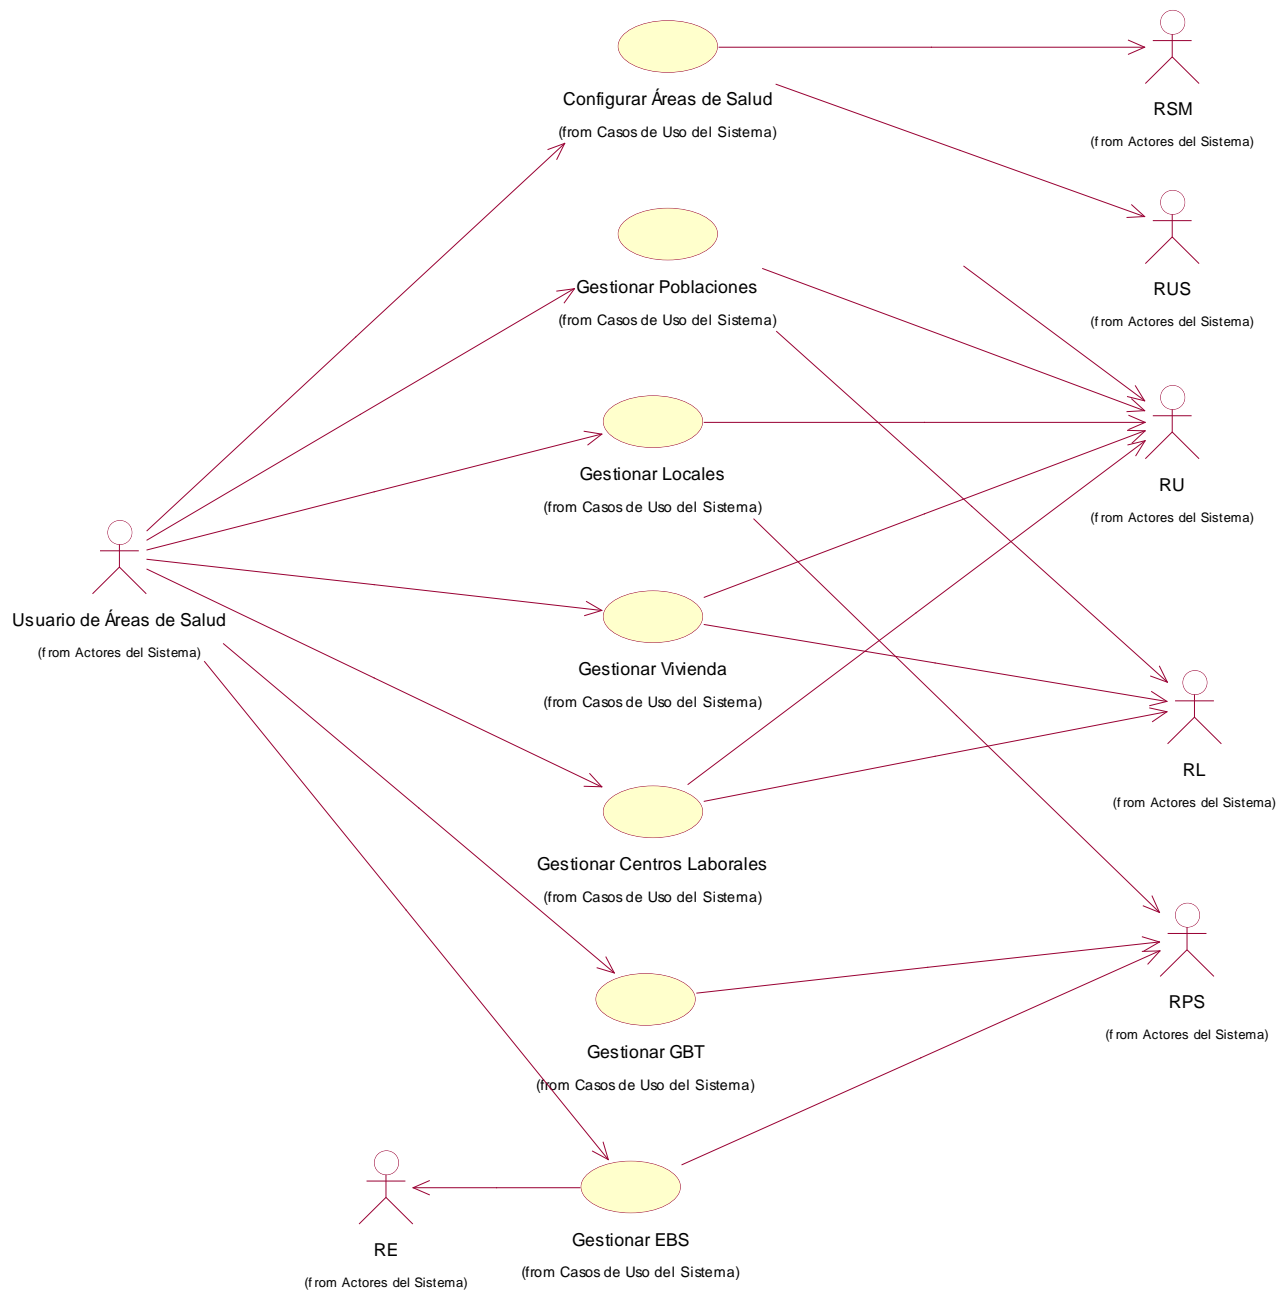 Configurar Áreas de Salud
(from Casos de Uso del Sistema)
RSM
(from Actores del Sistema)
Gestionar Poblaciones
(from Casos de Uso del Sistema)
RUS
(from Actores del Sistema)
Gestionar Locales
(from Casos de Uso del Sistema)
RU
(from Actores del Sistema)
Usuario de Áreas de Salud
(from Actores del Sistema)
Gestionar Vivienda
(from Casos de Uso del Sistema)
RL
(from Actores del Sistema)
Gestionar Centros Laborales
(from Casos de Uso del Sistema)
RPS
(from Actores del Sistema)
Gestionar GBT
(from Casos de Uso del Sistema)
RE
(from Actores del Sistema)
Gestionar EBS
(from Casos de Uso del Sistema)